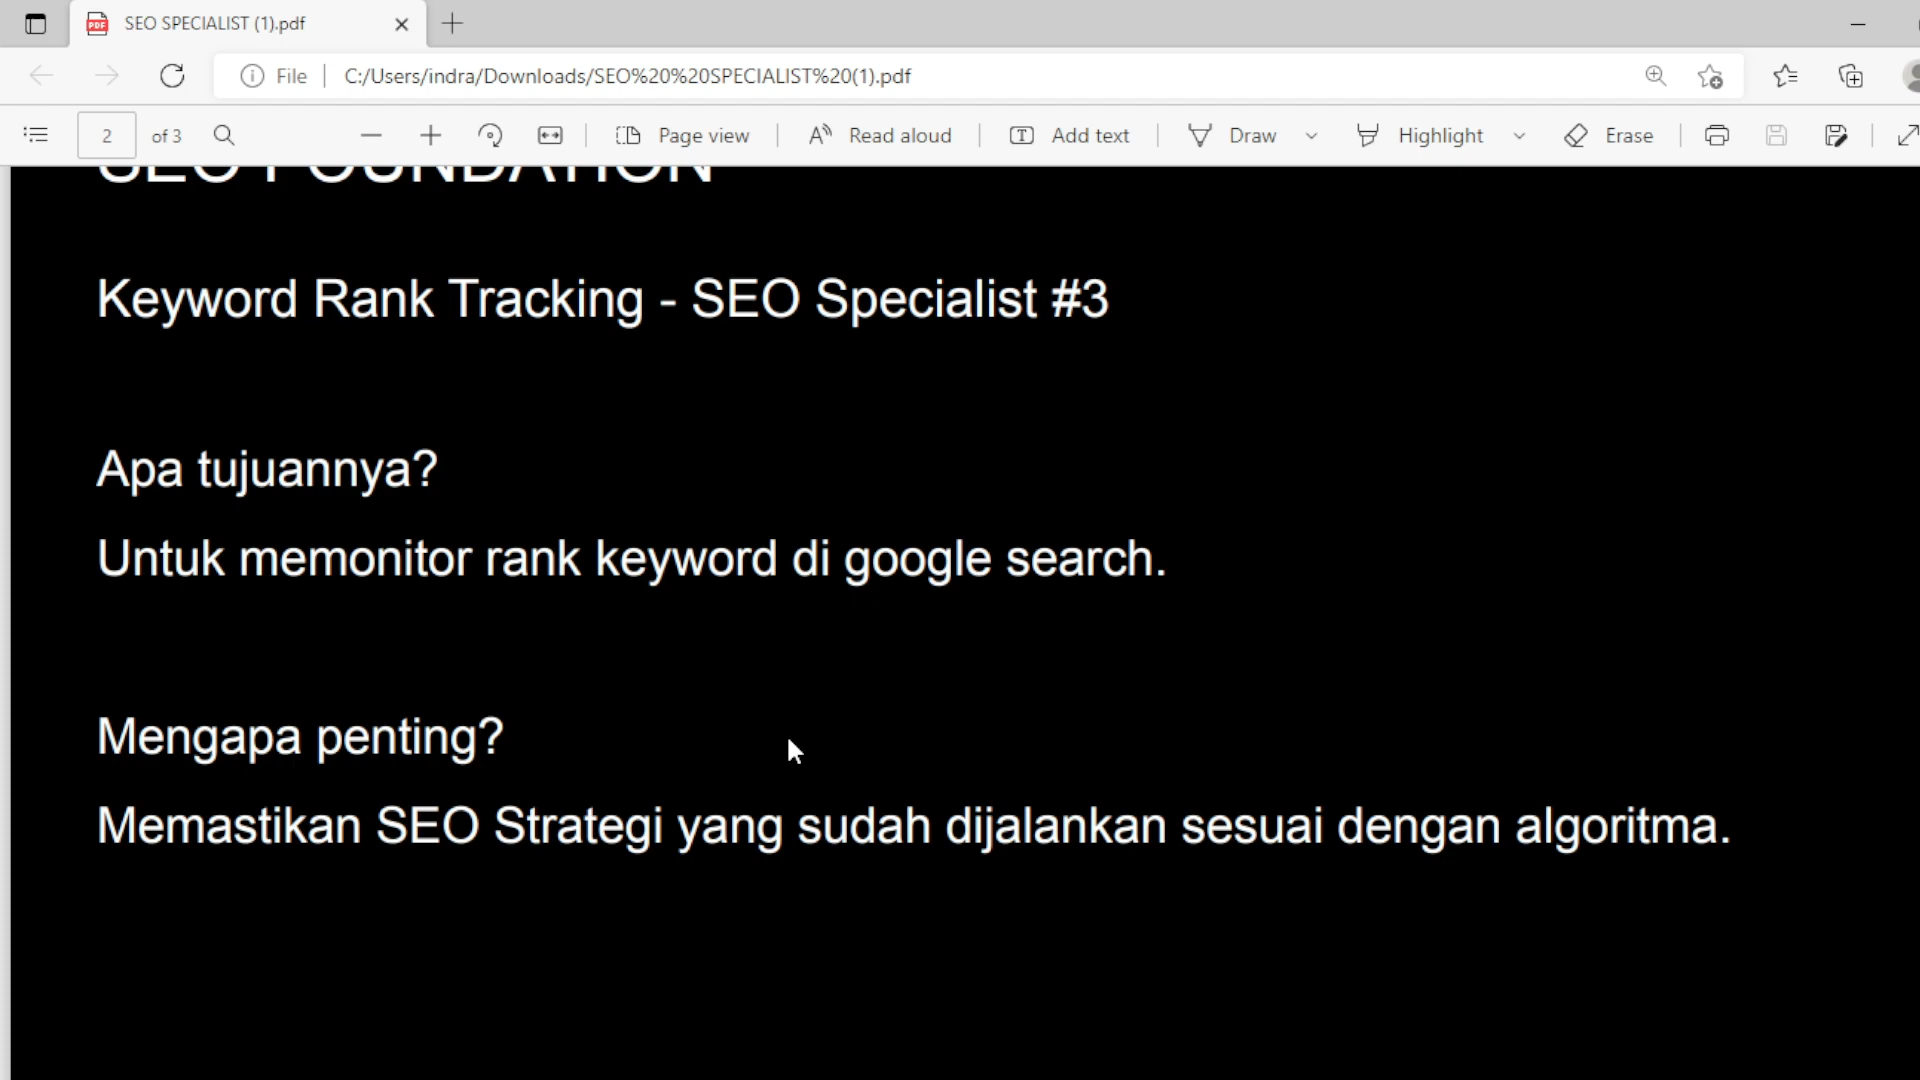 SEO SPECIALIST (1).pdf
File
C:/Users/indra/Downloads/SEO%20%20SPECIALIST%20(1).pdf
2 of 3
Page view
Read aloud
Add text
Draw
Highlight
Erase
SEO FOUNDATION
Keyword Rank Tracking - SEO Specialist #3
Apa tujuannya?
Untuk memonitor rank keyword di google search.
Mengapa penting?
Memastikan SEO Strategi yang sudah dijalankan sesuai dengan algoritma.